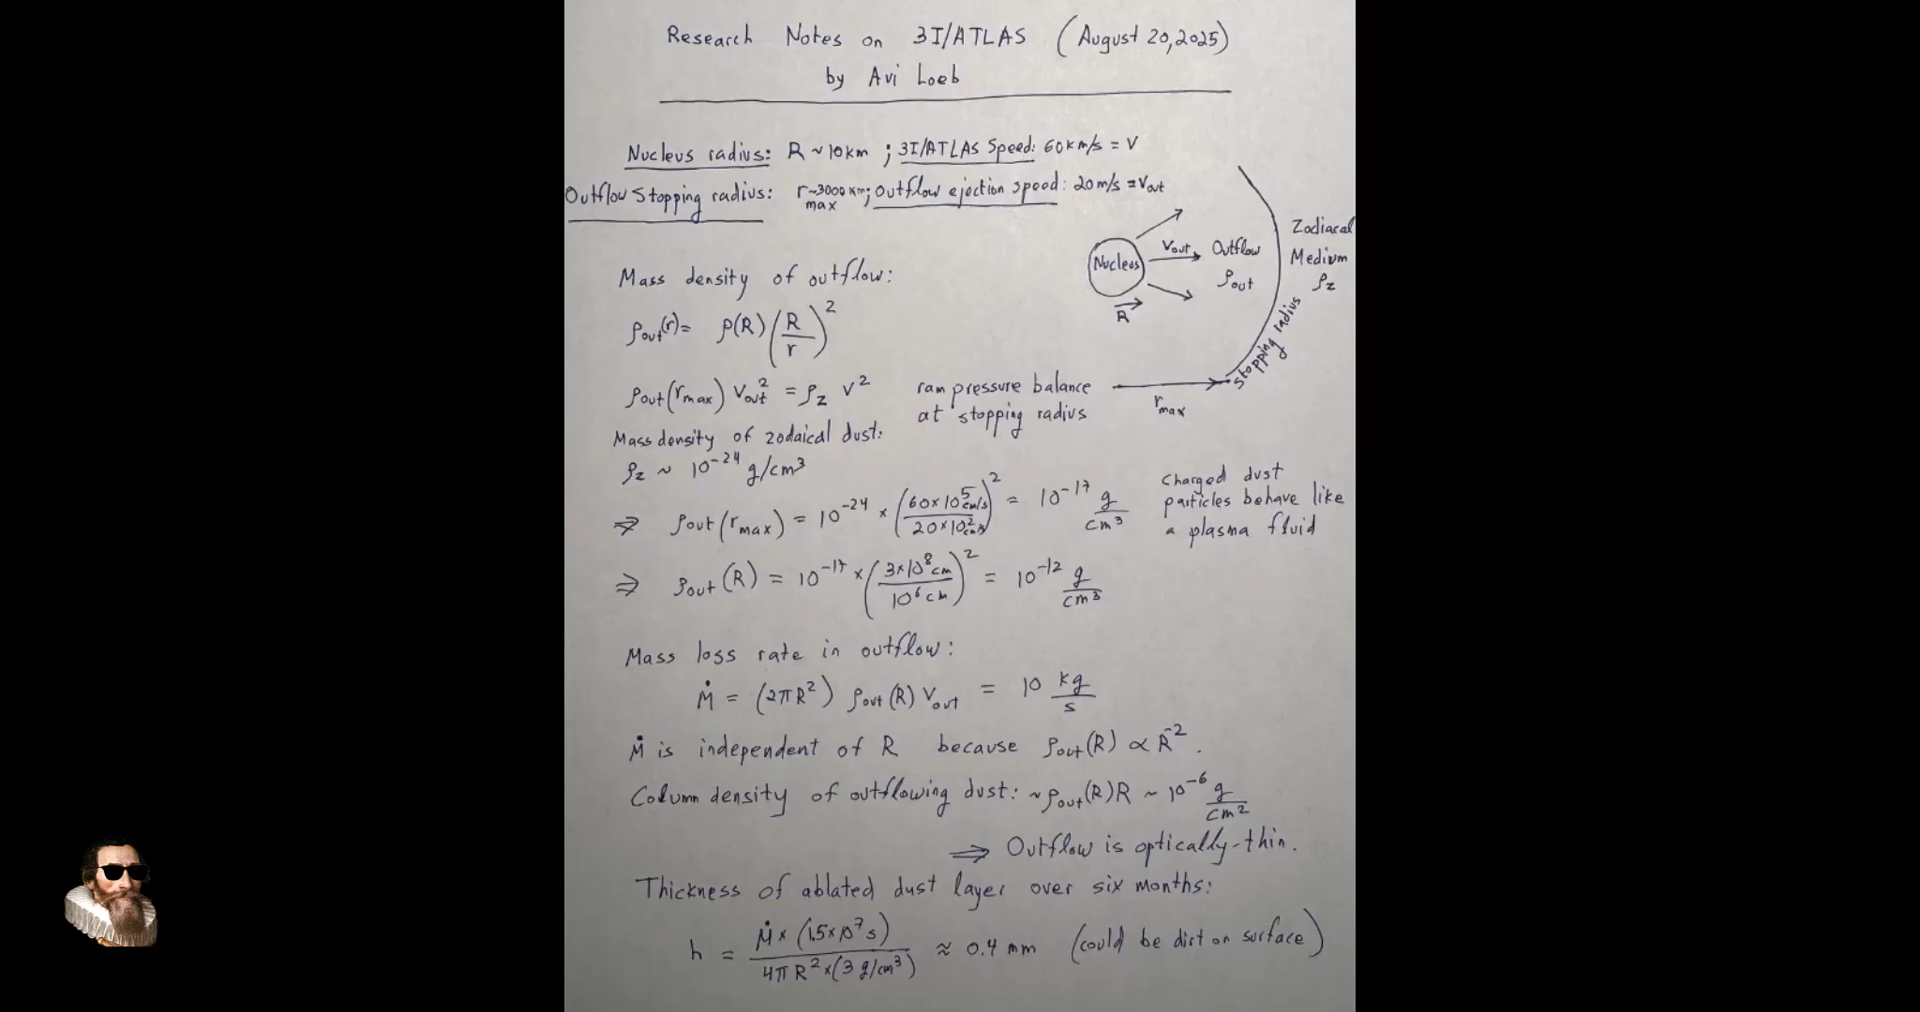 Research Notes on 3I/ATLAS (August 20, 2025)
by Avi Loeb
Nucleus radius: R ~ 10 km ; 3I/ATLAS Speed: 60 km/s = V
Outflow Stopping radius: r_max ~3000 km; Outflow ejection speed: 20 m/s = V_out
Nucleus
V_out
Outflow
ρ_out
R
Zodiacal
Medium
ρ_z
stopping radius
r_max
Mass density of outflow:
ρ_out(r) = ρ(R) (R/r)^2
ρ_out(r_max) V_out^2 = ρ_z V^2
ram pressure balance
at stopping radius
Mass density of zodaical dust:
ρ_z ~ 10^-24 g/cm^3
⇒ ρ_out(r_max) = 10^-24 × (60×10^5 cm/s / 20×10^2 cm/s)^2 = 10^-17 g/cm^3
Charged dust
particles behave like
a plasma fluid
⇒ ρ_out(R) = 10^-17 × (3×10^8 cm / 10^6 cm)^2 = 10^-12 g/cm^3
Mass loss rate in outflow:
Ṁ = (2πR^2) ρ_out(R) V_out = 10 kg/s
Ṁ is independent of R because ρ_out(R) ∝ R^-2.
Column density of outflowing dust: ~ρ_out(R)R ~ 10^-6 g/cm^2
⇒ Outflow is optically-thin.
Thickness of ablated dust layer over six months:
h = Ṁ × (1.5×10^7 s) / 4πR^2×(3 g/cm^3) ≈ 0.4 mm (could be dirt on surface)